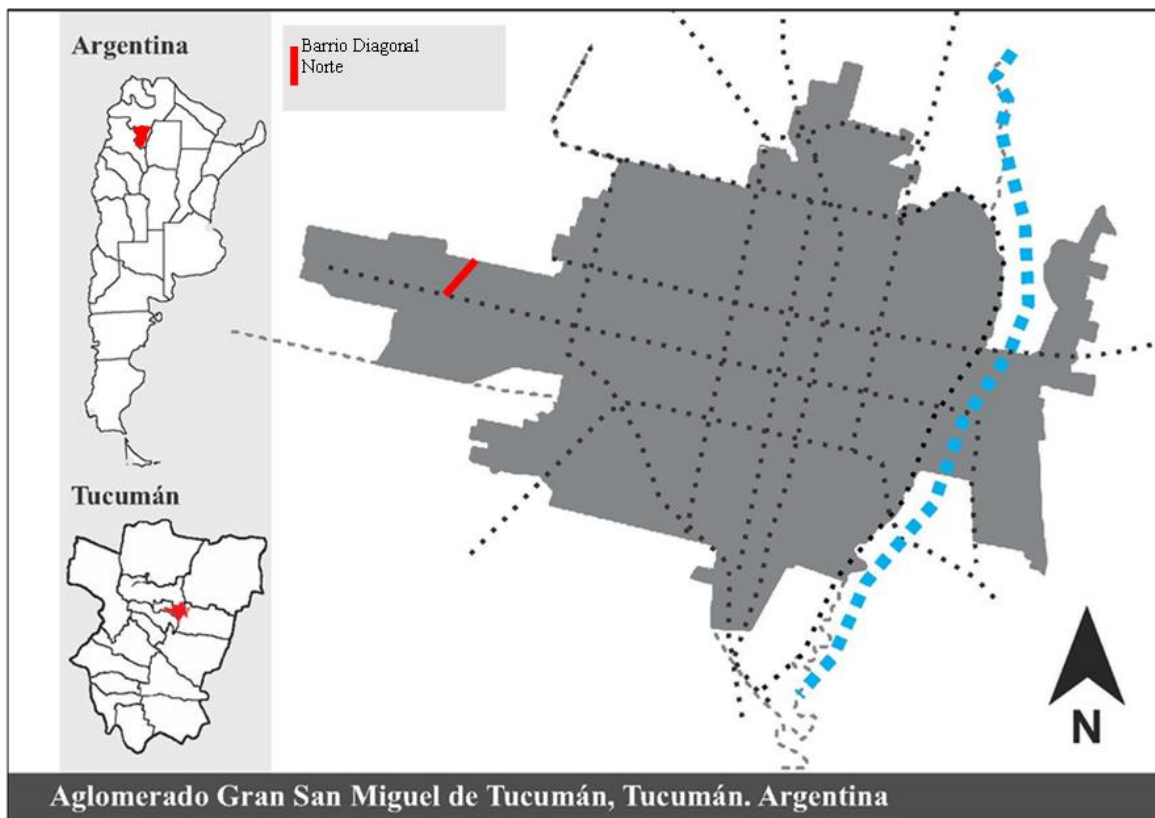 Argentina
Barrio Diagonal
Norte
Tucumán
N
Aglomerado Gran San Miguel de Tucumán, Tucumán. Argentina